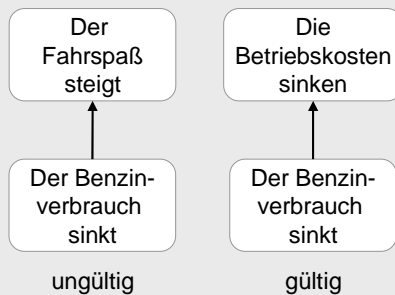 Der
Fahrspaß
steigt
Die
Betriebskosten
sinken
Der Benzin-
verbrauch
sinkt
Der Benzin-
verbrauch
sinkt
ungültig
gültig